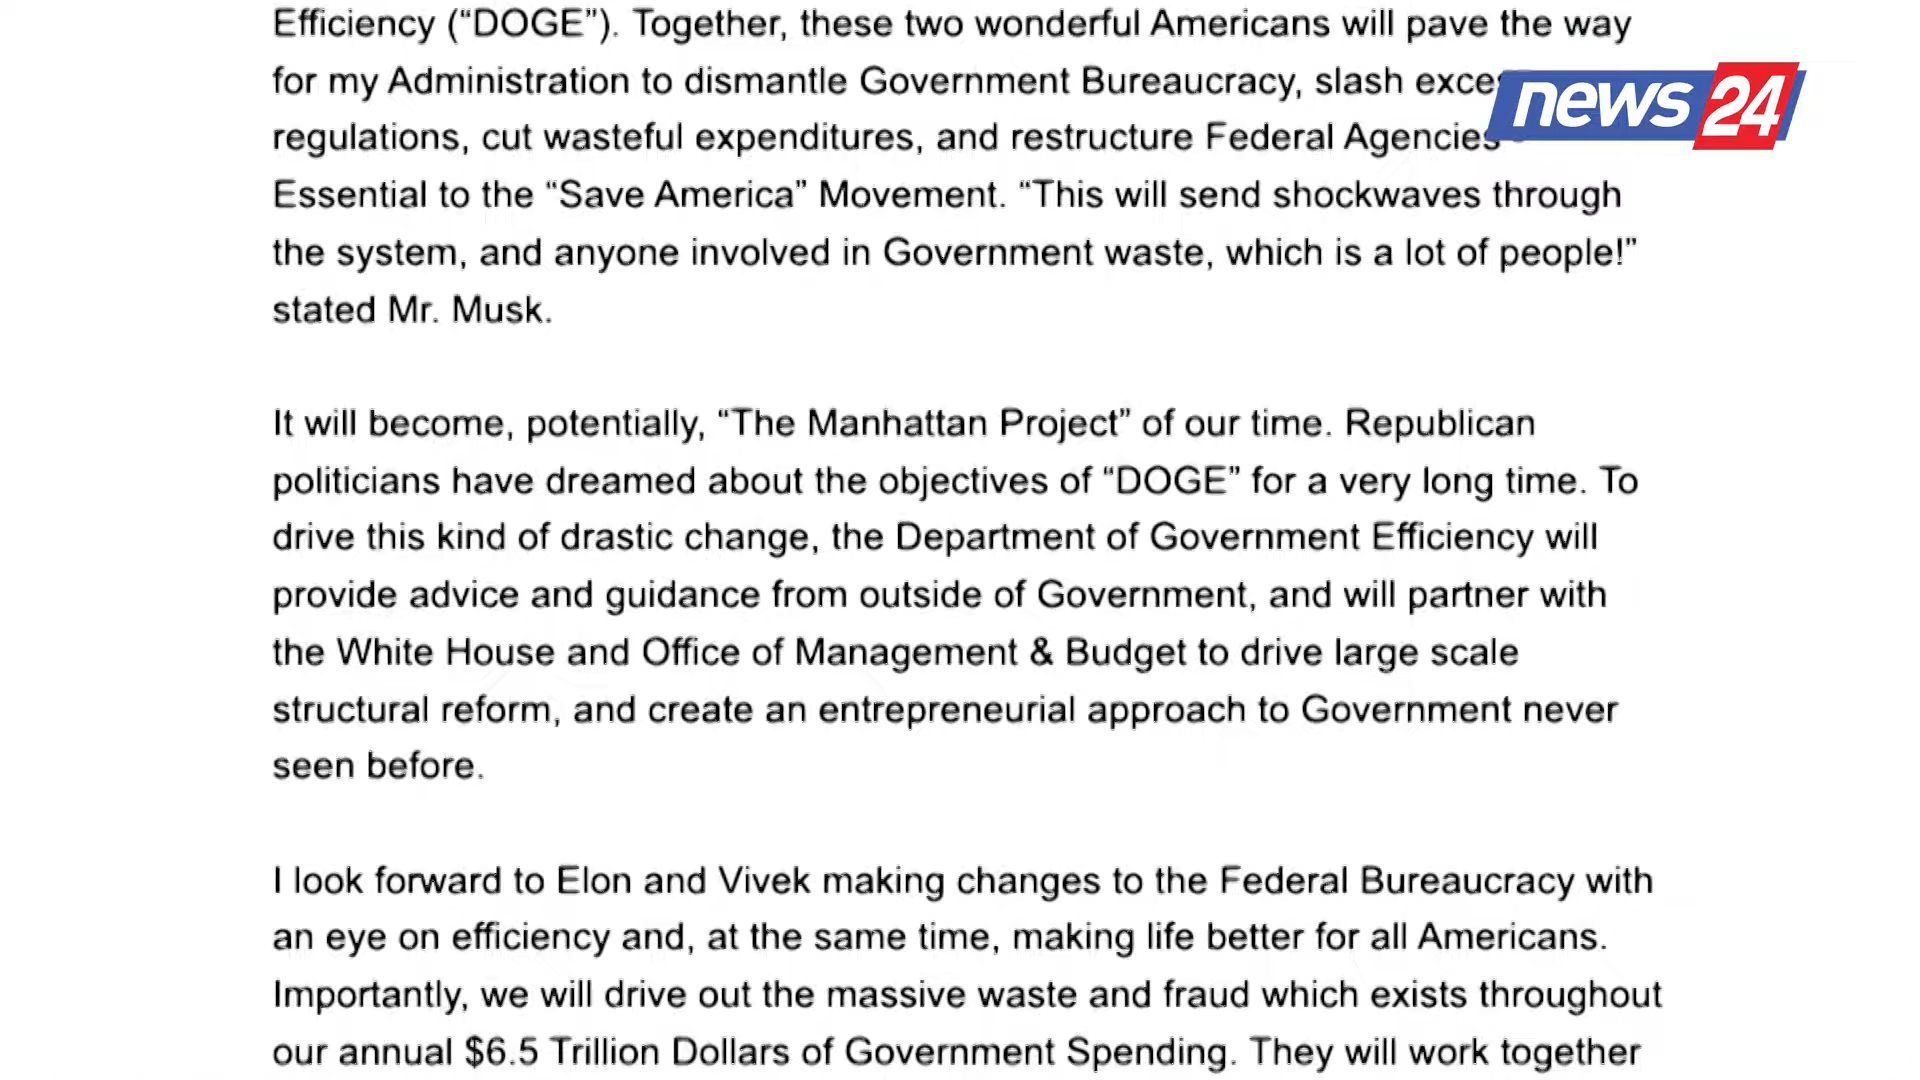 Efficiency (“DOGE”). Together, these two wonderful Americans will pave the way
for my Administration to dismantle Government Bureaucracy, slash
regulations, cut wasteful expenditures, and restructure Federal Agencies
Essential to the “Save America” Movement. “This will send shockwaves through
the system, and anyone involved in Government waste, which is a lot of people!”
stated Mr. Musk.
It will become, potentially, “The Manhattan Project” of our time. Republican
politicians have dreamed about the objectives of “DOGE” for a very long time. To
drive this kind of drastic change, the Department of Government Efficiency will
provide advice and guidance from outside of Government, and will partner with
the White House and Office of Management & Budget to drive large scale
structural reform, and create an entrepreneurial approach to Government never
seen before.
I look forward to Elon and Vivek making changes to the Federal Bureaucracy with
an eye on efficiency and, at the same time, making life better for all Americans.
Importantly, we will drive out the massive waste and fraud which exists throughout
our annual $6.5 Trillion Dollars of Government Spending. They will work together
news 24